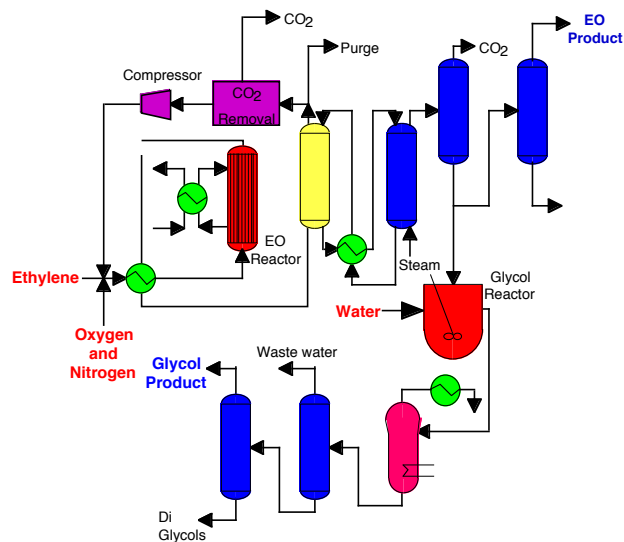 CO2
EO
Product
Purge
CO2
Compressor
CO2
Removal
EO
Reactor
Steam
Glycol
Reactor
Ethylene
Water
Oxygen
and
Nitrogen
Glycol
Product
Waste water
Di
Glycols